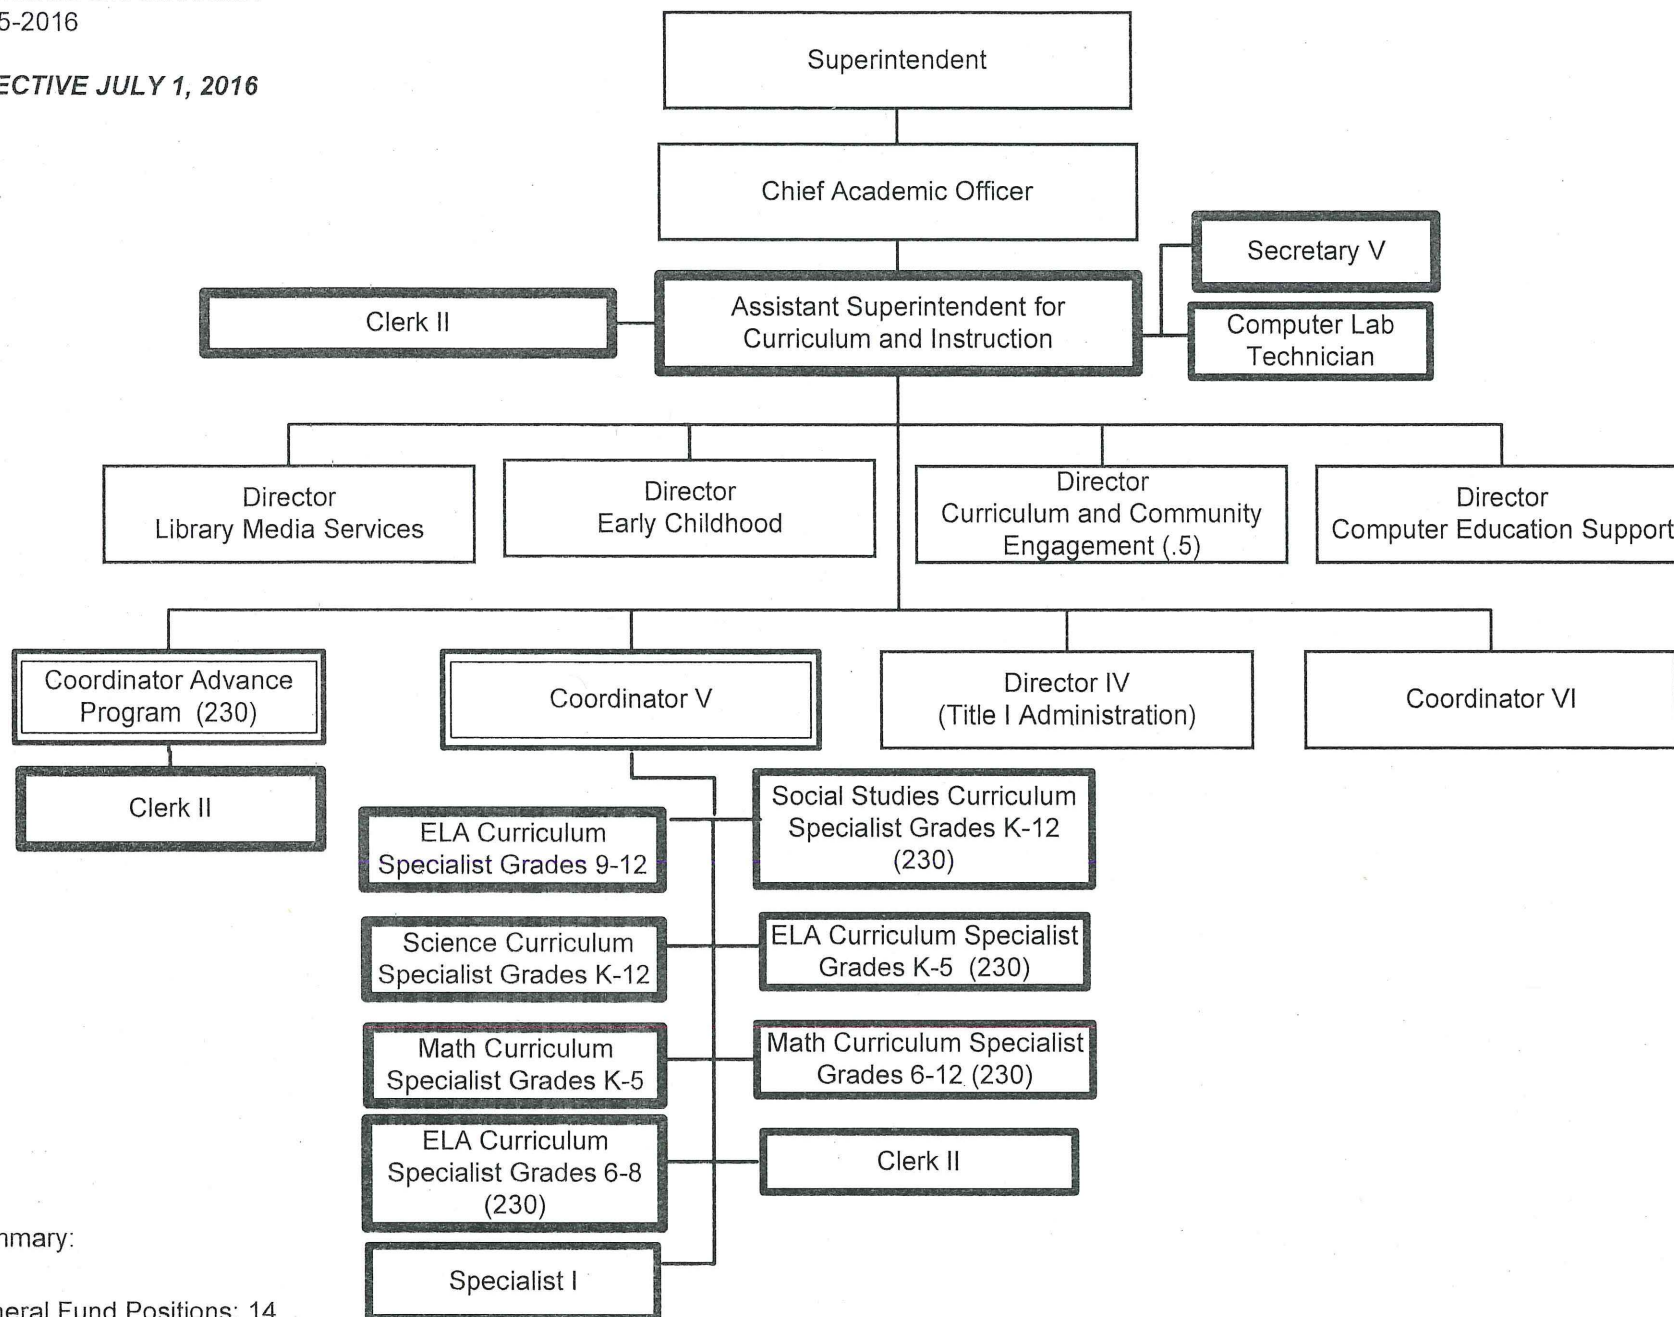 5-2016
ECTIVE JULY 1, 2016
Superintendent
Chief Academic Officer
Secretary V
Clerk II
Assistant Superintendent for
Curriculum and Instruction
Computer Lab
Technician
Director
Library Media Services
Director
Early Childhood
Director
Curriculum and Community
Engagement (.5)
Director
Computer Education Support
Coordinator Advance
Program (230)
Coordinator V
Director IV
(Title I Administration)
Coordinator VI
Clerk II
ELA Curriculum
Specialist Grades 9-12
Social Studies Curriculum
Specialist Grades K-12
(230)
Science Curriculum
Specialist Grades K-12
ELA Curriculum Specialist
Grades K-5 (230)
Math Curriculum
Specialist Grades K-5
Math Curriculum Specialist
Grades 6-12 (230)
ELA Curriculum
Specialist Grades 6-8
(230)
Clerk II
Specialist I
mmary:
neral Fund Positions: 14